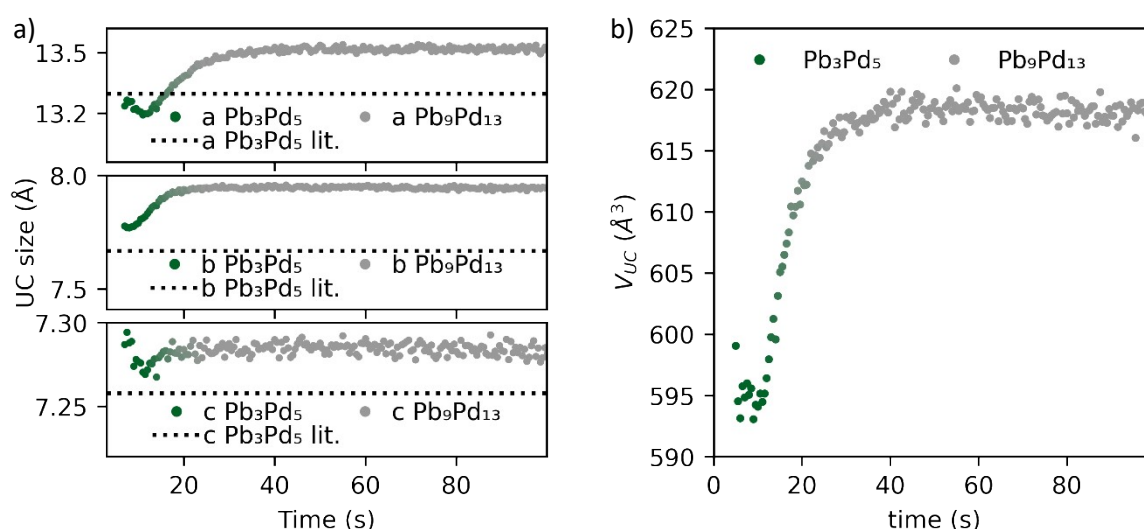 a)
UC size (Å)
13.5
13.2
a Pb₃Pd₅ a Pb₉Pd₁₃
a Pb₃Pd₅ lit.
8.0
7.5
b Pb₃Pd₅ b Pb₉Pd₁₃
b Pb₃Pd₅ lit.
7.30
7.25
c Pb₃Pd₅ c Pb₉Pd₁₃
c Pb₃Pd₅ lit.
20 40 60 80
Time (s)
b)
V_UC (Å³)
625
620
615
610
605
600
595
590
Pb₃Pd₅ Pb₉Pd₁₃
0 20 40 60 80
time (s)